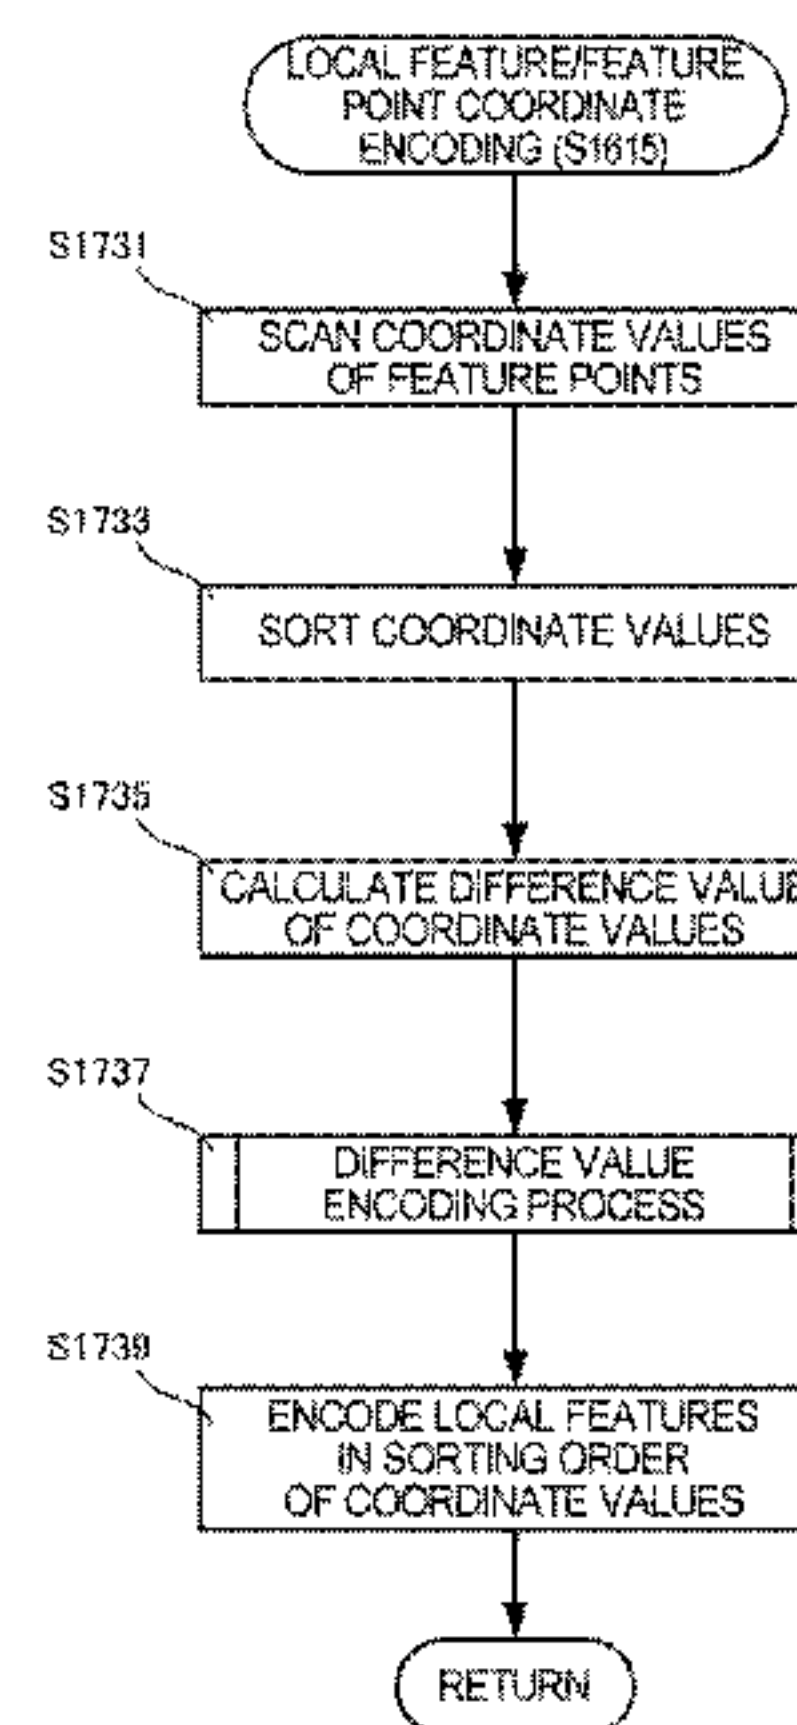 LOCAL FEATURE/FEATURE
POINT COORDINATE
ENCODING (S1615)
S1731
SCAN COORDINATE VALUES
OF FEATURE POINTS
S1733
SORT COORDINATE VALUES
S1735
CALCULATE DIFFERENCE VALUE
OF COORDINATE VALUES
S1737
DIFFERENCE VALUE
ENCODING PROCESS
S1739
ENCODE LOCAL FEATURES
IN SORTING ORDER
OF COORDINATE VALUES
RETURN